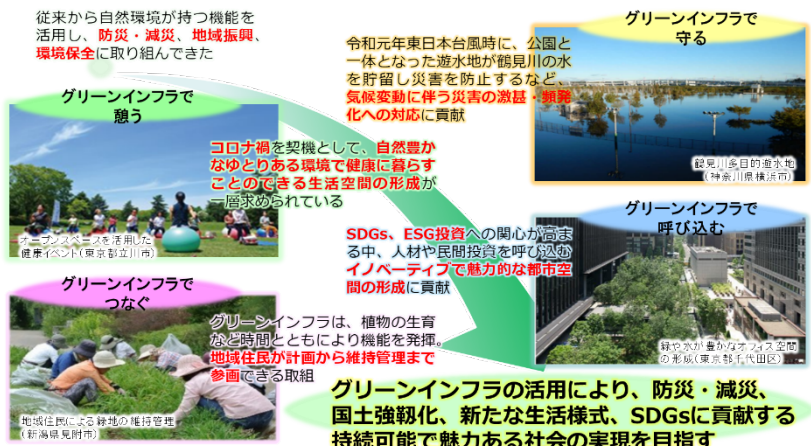 従来から自然環境が持つ機能を
活用し、防災・減災、地域振興、
環境保全に取り組んできた
グリーンインフラで
守る
令和元年東日本台風時に、公園と
一体となった遊水地が鶴見川の水
を貯留し災害を防止するなど、
気候変動に伴う災害の激甚・頻発
化への対応に貢献
鶴見川多目的遊水地
（神奈川県横浜市）
グリーンインフラで
憩う
コロナ禍を契機として、自然豊か
なゆとりある環境で健康に暮らす
ことのできる生活空間の形成が
一層求められている
オープンスペースを活用した
健康イベント（東京都立川市）
グリーンインフラで
呼び込む
SDGs、ESG投資への関心が高ま
る中、人材や民間投資を呼び込む
イノベーティブで魅力的な都市空
間の形成に貢献
緑や水が豊かなオフィス空間
の形成（東京都千代田区）
グリーンインフラで
つなぐ
グリーンインフラは、植物の生育
など時間とともにより機能を発揮。
地域住民が計画から維持管理まで
参画できる取組
地域住民による緑地の維持管理
（新潟県見附市）
グリーンインフラの活用により、防災・減災、
国土強靱化、新たな生活様式、SDGsに貢献する
持続可能で魅力ある社会の実現を目指す